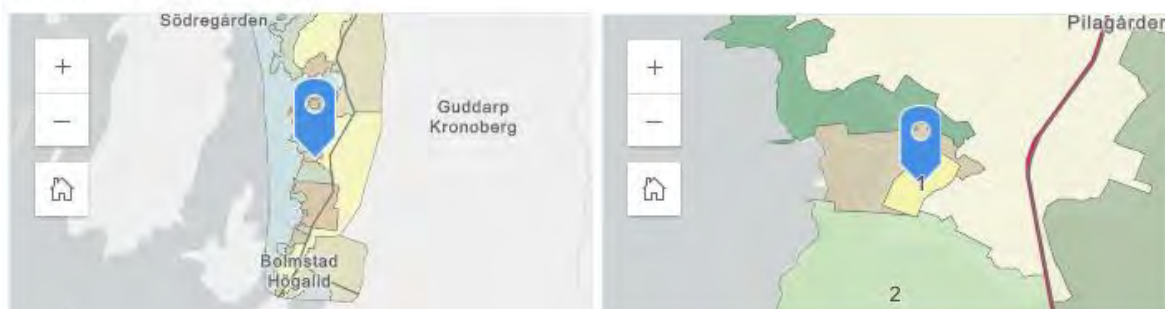 Södregården
+
−
Guddarp
Kronoberg
Bolmstad
Högalid
Pilagården
+
−
1
2